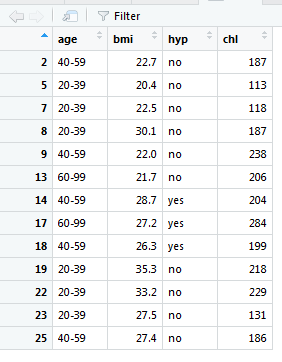 Filter
age bmi hyp chl
2 40-59 22.7 no 187
5 20-39 20.4 no 113
7 20-39 22.5 no 118
8 20-39 30.1 no 187
9 40-59 22.0 no 238
13 60-99 21.7 no 206
14 40-59 28.7 yes 204
17 60-99 27.2 yes 284
18 40-59 26.3 yes 199
19 20-39 35.3 no 218
22 20-39 33.2 no 229
23 20-39 27.5 no 131
25 40-59 27.4 no 186